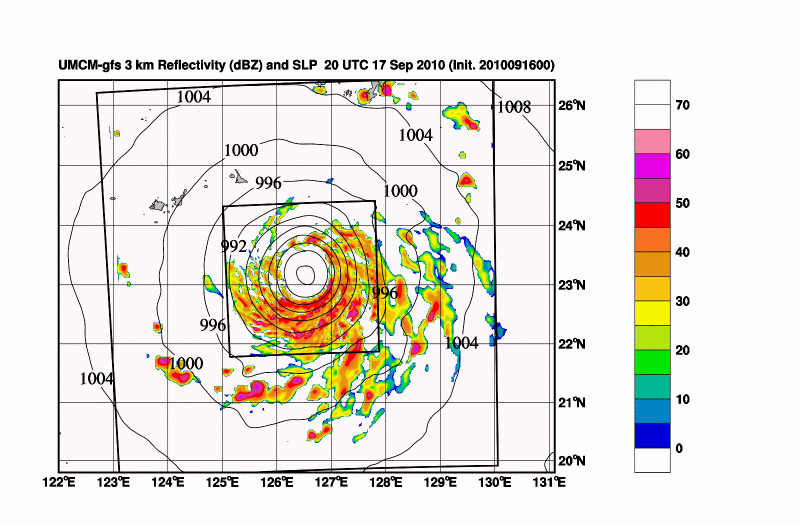 UMCM-gfs 3 km Reflectivity (dBZ) and SLP 20 UTC 17 Sep 2010 (Init. 2010091600)
1004
1008
26°N
70
1004
1000
25°N
60
996
1000
50
24°N
992
40
23°N
996
30
996
22°N
1004
20
1000
1004
21°N
10
20°N
0
122°E 123°E 124°E 125°E 126°E 127°E 128°E 129°E 130°E 131°E